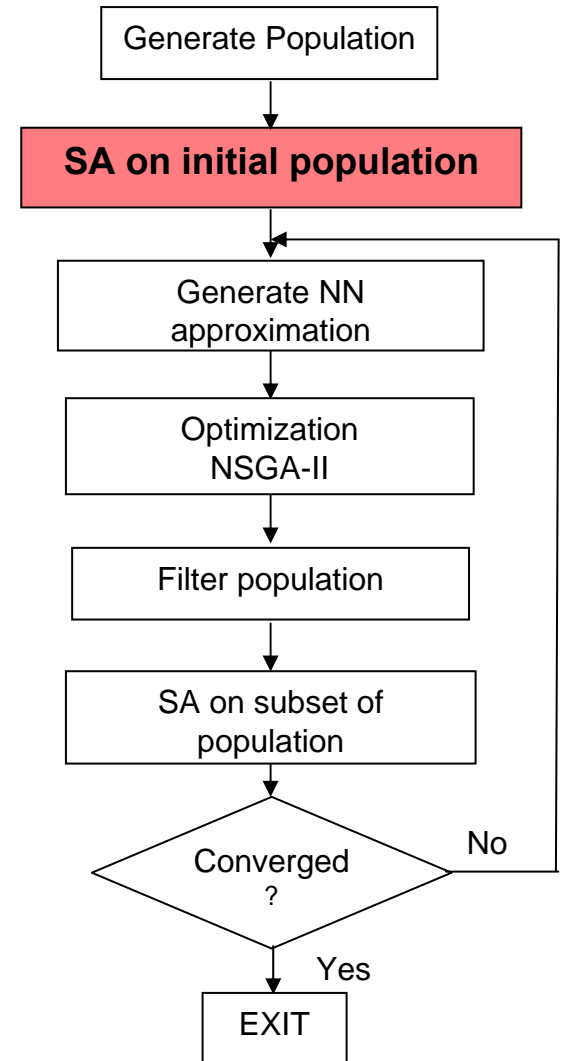 Generate Population
SA on initial population
Generate NN
approximation
Optimization
NSGA-II
Filter population
SA on subset of
population
Converged
?
No
Yes
EXIT